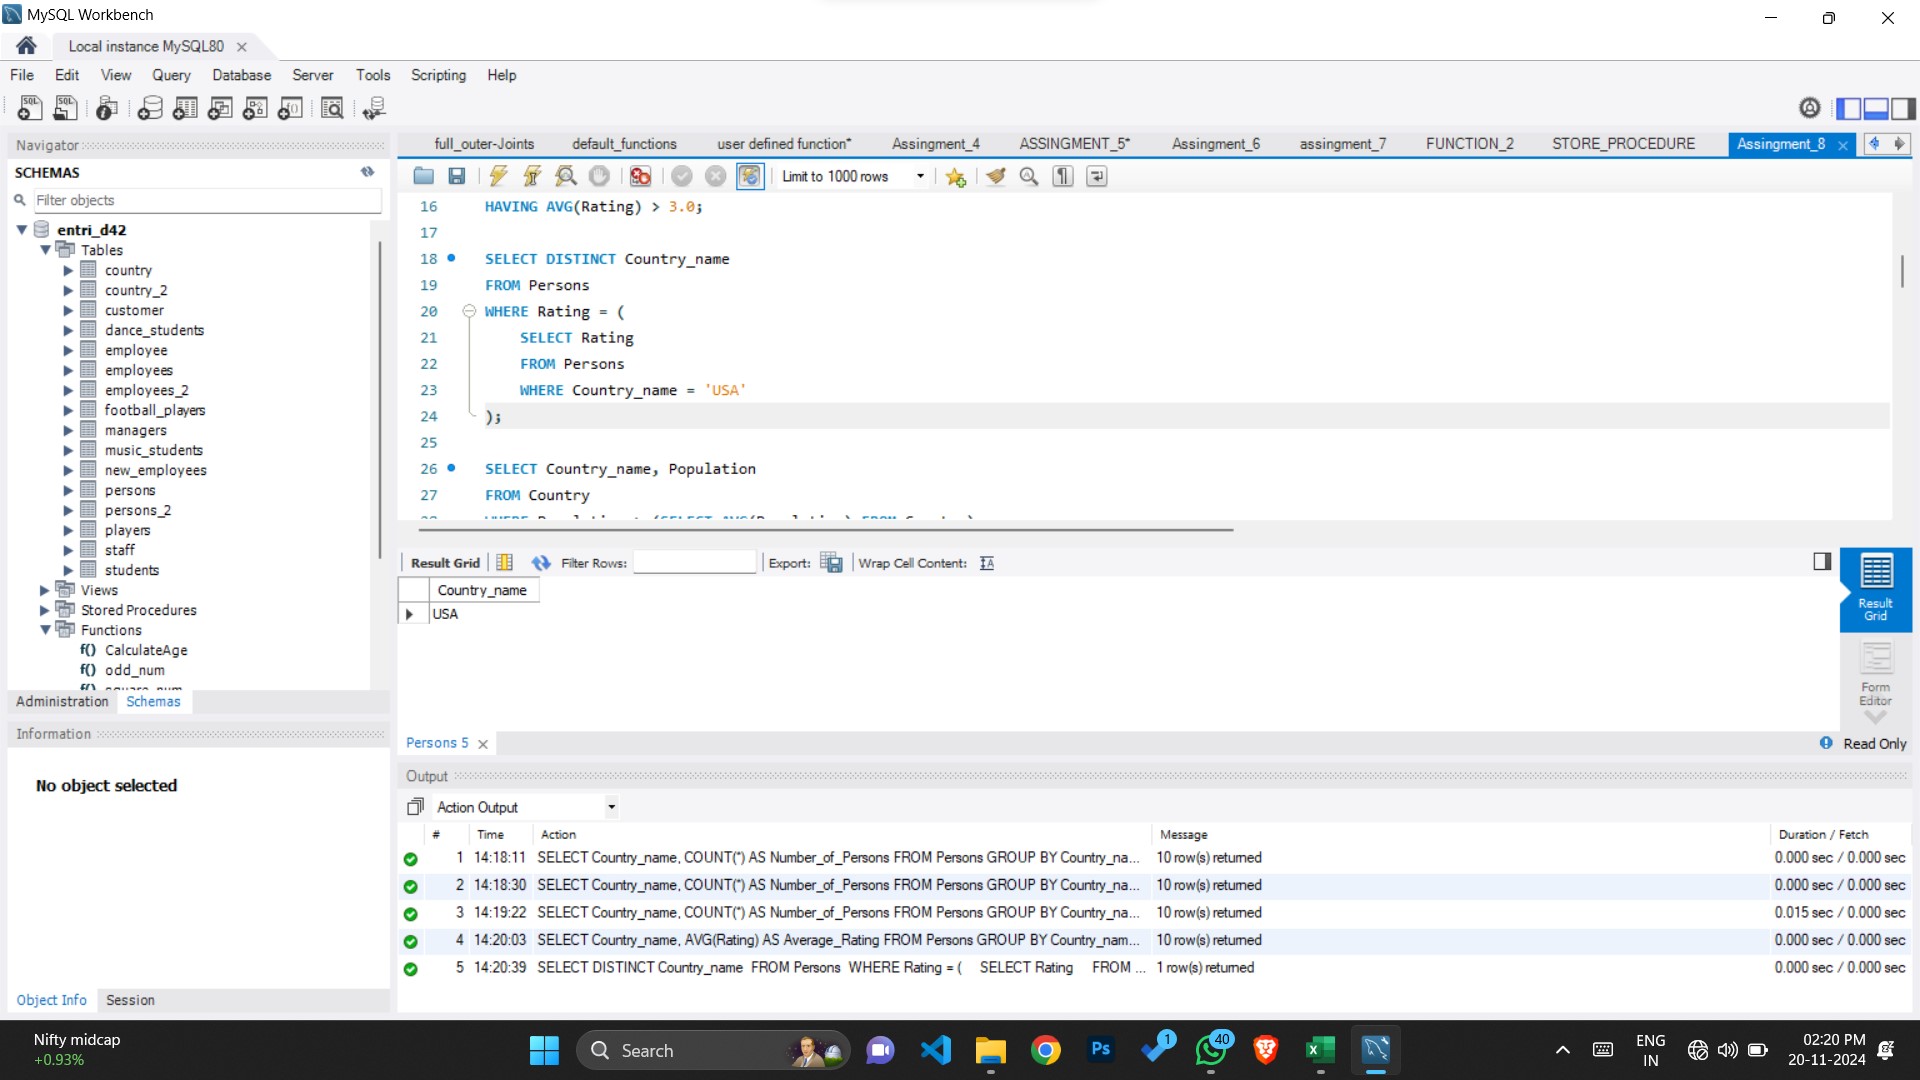 MySQL Workbench
Local instance MySQL80
File Edit View Query Database Server Tools Scripting Help
Navigator
SCHEMAS
Filter objects
entri_d42
Tables
country
country_2
customer
dance_students
employee
employees
employees_2
football_players
managers
music_students
new_employees
persons
persons_2
players
staff
students
Views
Stored Procedures
Functions
f() CalculateAge
f() odd_num
f() square_num
Administration Schemas
Information
No object selected
Object Info Session
full_outer-Joints default_functions user defined function* Assingment_4 ASSINGMENT_5* Assingment_6 assingment_7 FUNCTION_2 STORE_PROCEDURE Assingment_8
Limit to 1000 rows
16 HAVING AVG(Rating) > 3.0;
17
18 SELECT DISTINCT Country_name
19 FROM Persons
20 WHERE Rating = (
21 SELECT Rating
22 FROM Persons
23 WHERE Country_name = 'USA'
24 );
25
26 SELECT Country_name, Population
27 FROM Country
Result Grid Filter Rows: Export: Wrap Cell Content:
Country_name
USA
Result Grid
Form Editor
Persons 5
Read Only
Output
Action Output
# Time Action Message Duration / Fetch
1 14:18:11 SELECT Country_name, COUNT(*) AS Number_of_Persons FROM Persons GROUP BY Country_na... 10 row(s) returned 0.000 sec / 0.000 sec
2 14:18:30 SELECT Country_name, COUNT(*) AS Number_of_Persons FROM Persons GROUP BY Country_na... 10 row(s) returned 0.000 sec / 0.000 sec
3 14:19:22 SELECT Country_name, COUNT(*) AS Number_of_Persons FROM Persons GROUP BY Country_na... 10 row(s) returned 0.015 sec / 0.000 sec
4 14:20:03 SELECT Country_name, AVG(Rating) AS Average_Rating FROM Persons GROUP BY Country_nam... 10 row(s) returned 0.000 sec / 0.000 sec
5 14:20:39 SELECT DISTINCT Country_name FROM Persons WHERE Rating = ( SELECT Rating FROM ... 1 row(s) returned 0.000 sec / 0.000 sec
Nifty midcap
+0.93%
Search
1
40
ENG
IN
02:20 PM
20-11-2024